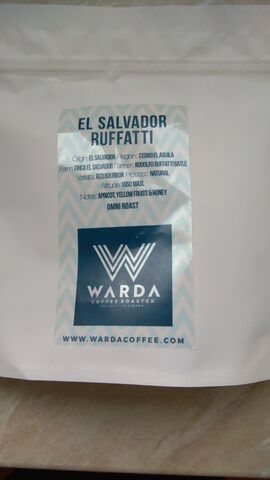 EL SALVADOR
RUFFATTI
Origin: EL SALVADOR Region: CERRO EL AGUILA
Farm: FINCA EL SALVADOR Farmer: RODOLFO RUFFATTI BATLE
Varietal: RED BOURBON Process: NATURAL
Altitude: 1650 MASL
Notes: APRICOT, YELLOW FRUITS & HONEY
OMNI ROAST
WARDA
COFFEE ROASTER
WWW.WARDACOFFEE.COM